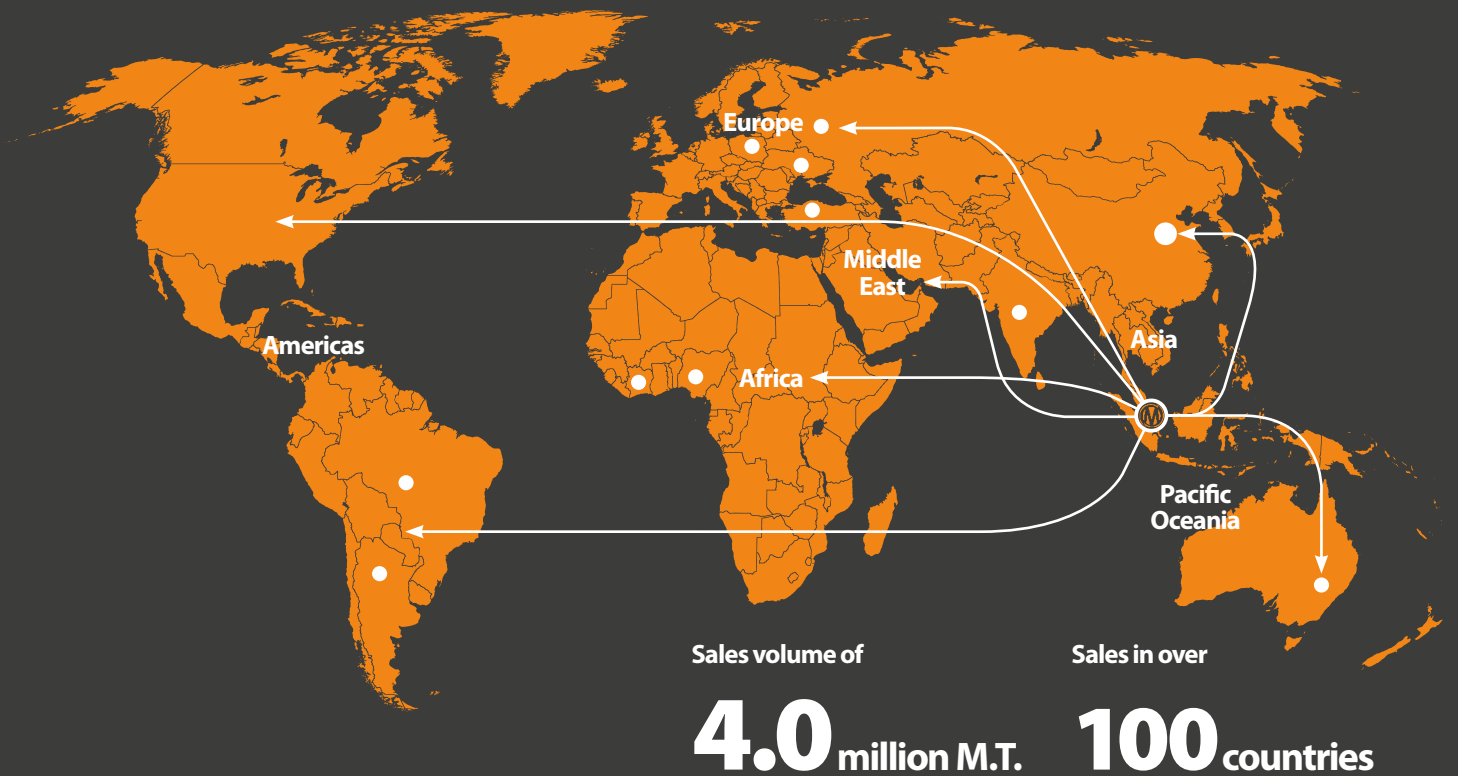 Europe
Middle
East
Americas
Asia
Africa
M
Pacific
Oceania
Sales volume of
4.0 million M.T.
Sales in over
100 countries